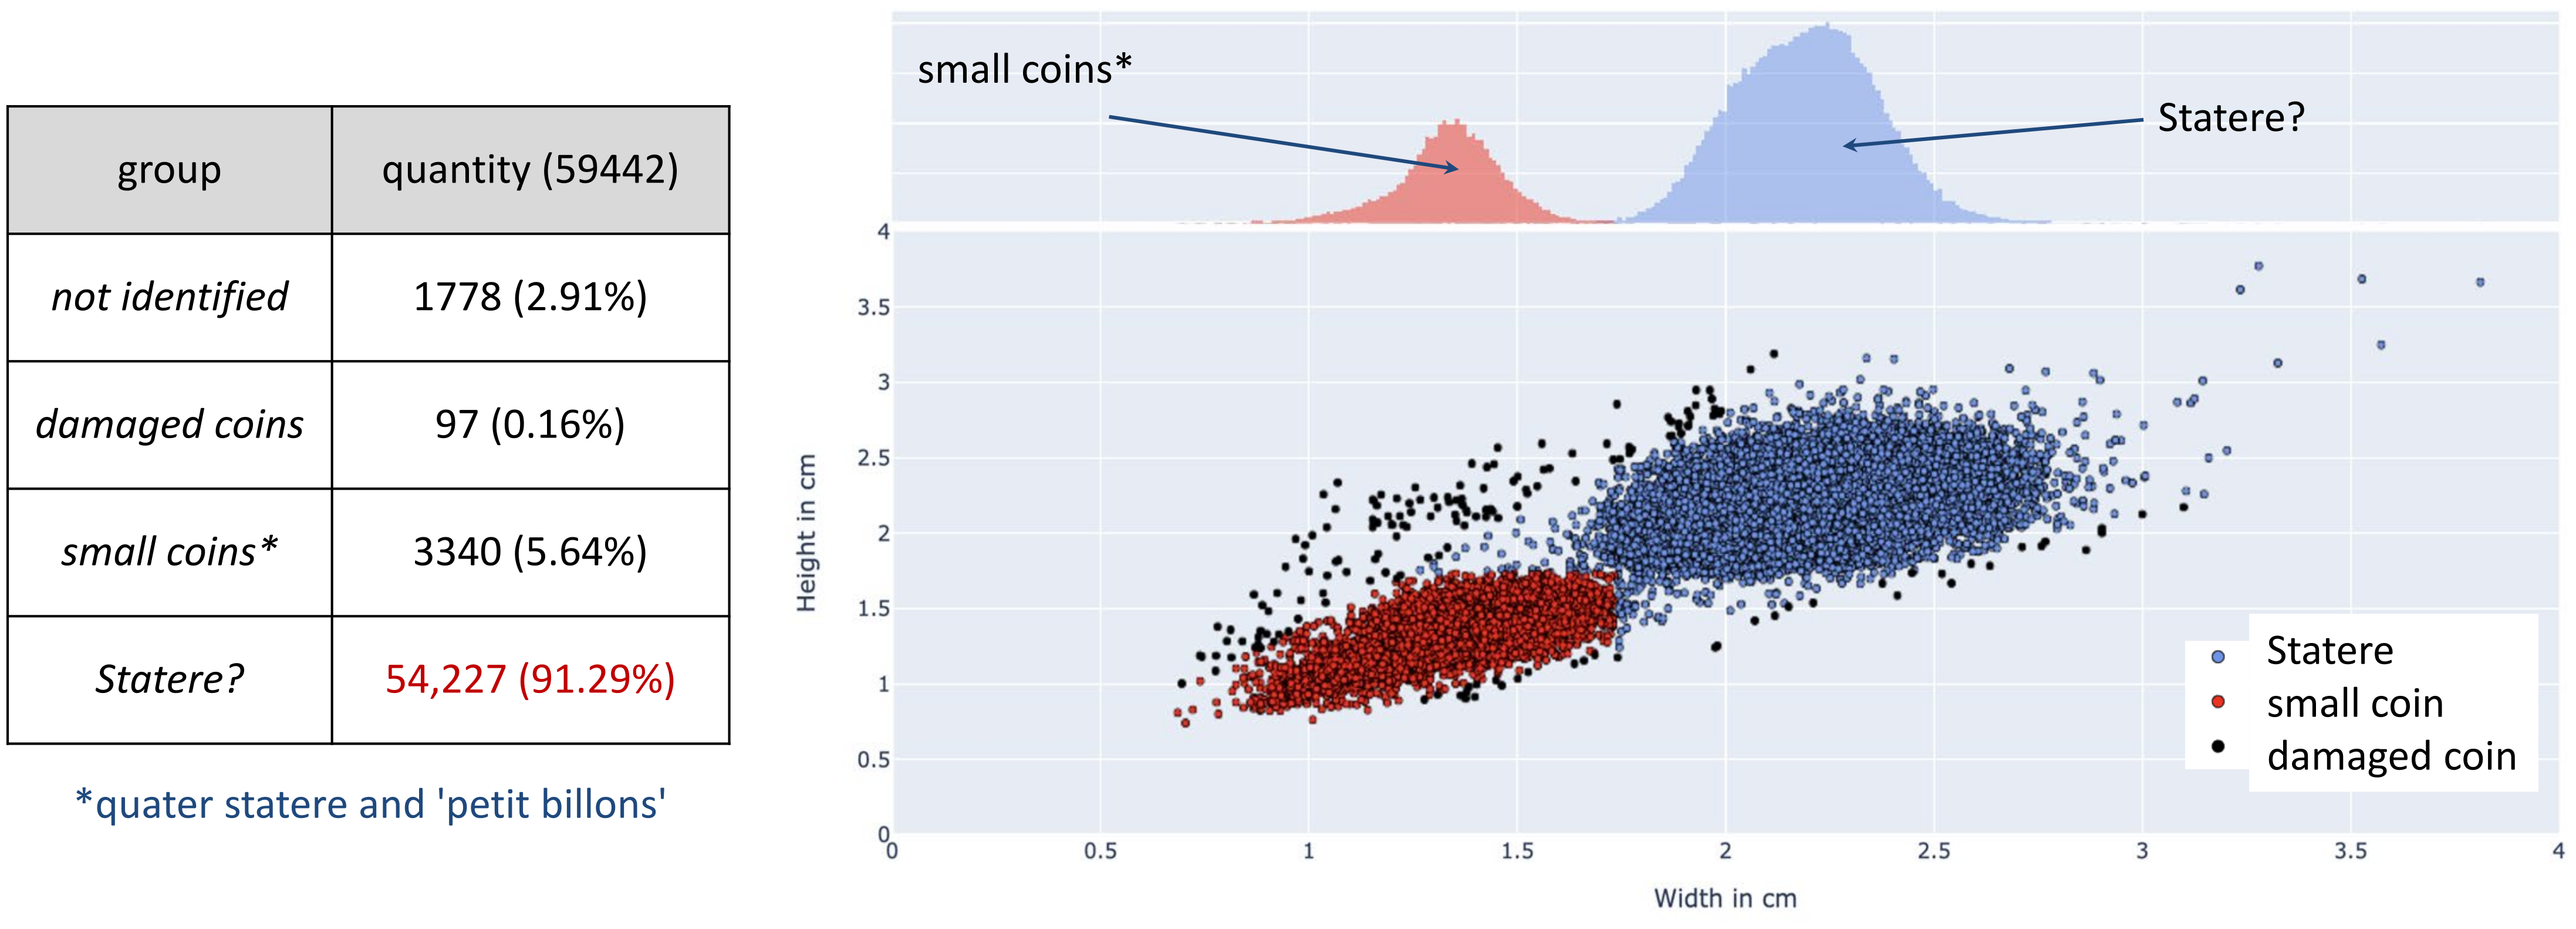 group quantity (59442)
not identified 1778 (2.91%)
damaged coins 97 (0.16%)
small coins* 3340 (5.64%)
Statere? 54,227 (91.29%)
*quater statere and 'petit billons'
small coins*
Statere?
4
3.5
3
2.5
2
1.5
1
0.5
0
Height in cm
0 0.5 1 1.5 2 2.5 3 3.5 4
Width in cm
Statere
small coin
damaged coin